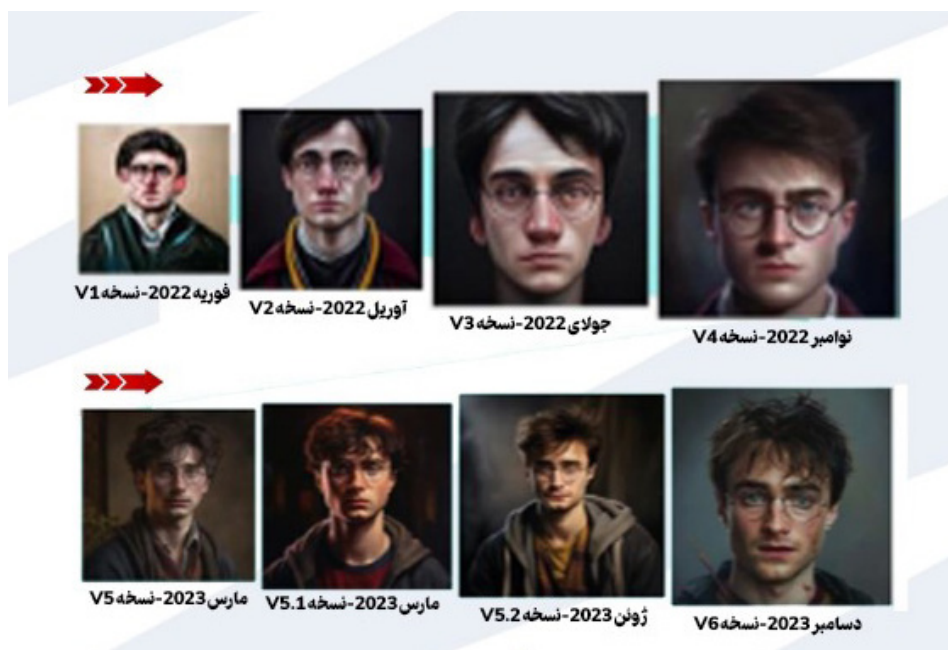 فوریه 2022-نسخه V1
آوریل 2022-نسخه V2
جولای 2022-نسخه V3
نوامبر 2022-نسخه V4
مارس 2023-نسخه V5
مارس 2023-نسخه V5.1
ژوئن 2023-نسخه V5.2
دسامبر 2023-نسخه V6